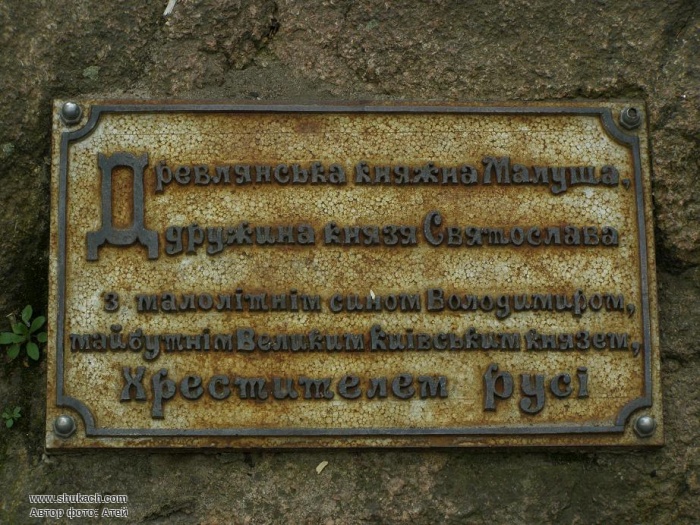 Древлянська княжна Малуша,
дружина князя Святослава
з малолітнім сином Володимиром,
майбутнім Великим київським князем,
Хрестителем Русі
www.shukach.com
Автор фото: Атей